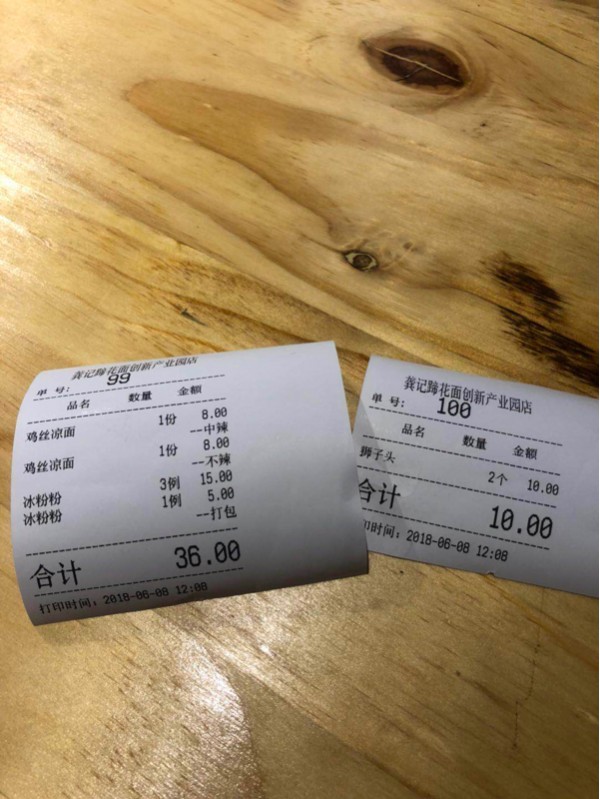 龚记蹄花面创新产业园店
单 号: 99
品名 数量 金额
鸡丝凉面 1份 8.00
--中辣
鸡丝凉面 1份 8.00
--不辣
冰粉粉 3例 15.00
冰粉粉 1例 5.00
--打包
合计 36.00
打印时间: 2018-06-08 12:08
龚记蹄花面创新产业园店
单 号: 100
品名 数量 金额
狮子头
2个 10.00
合计 10.00
印时间: 2018-06-08 12:08